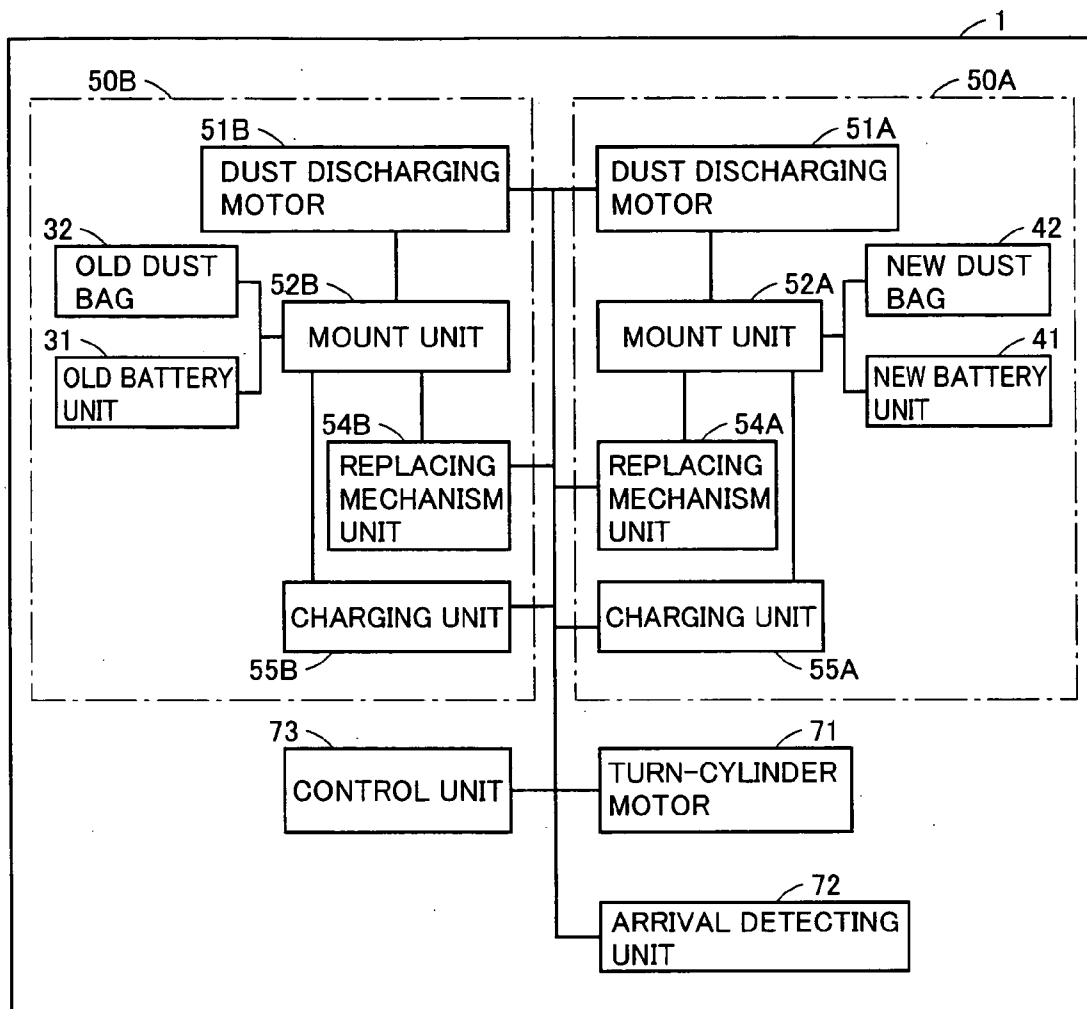 1
50B
50A
51B
51A
DUST DISCHARGING
MOTOR
DUST DISCHARGING
MOTOR
32
OLD DUST
BAG
52B
52A
42
NEW DUST
BAG
MOUNT UNIT
MOUNT UNIT
31
OLD BATTERY
UNIT
41
NEW BATTERY
UNIT
54B
54A
REPLACING
MECHANISM
UNIT
REPLACING
MECHANISM
UNIT
CHARGING UNIT
CHARGING UNIT
55B
55A
73
71
CONTROL UNIT
TURN-CYLINDER
MOTOR
72
ARRIVAL DETECTING
UNIT